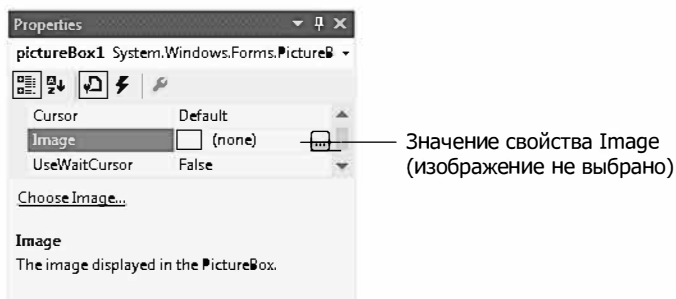 Properties
pictureBox1 System.Windows.Forms.PictureB
Cursor Default
Image (none) ...
Значение свойства Image
(изображение не выбрано)
UseWaitCursor False
Choose Image...
Image
The image displayed in the PictureBox.